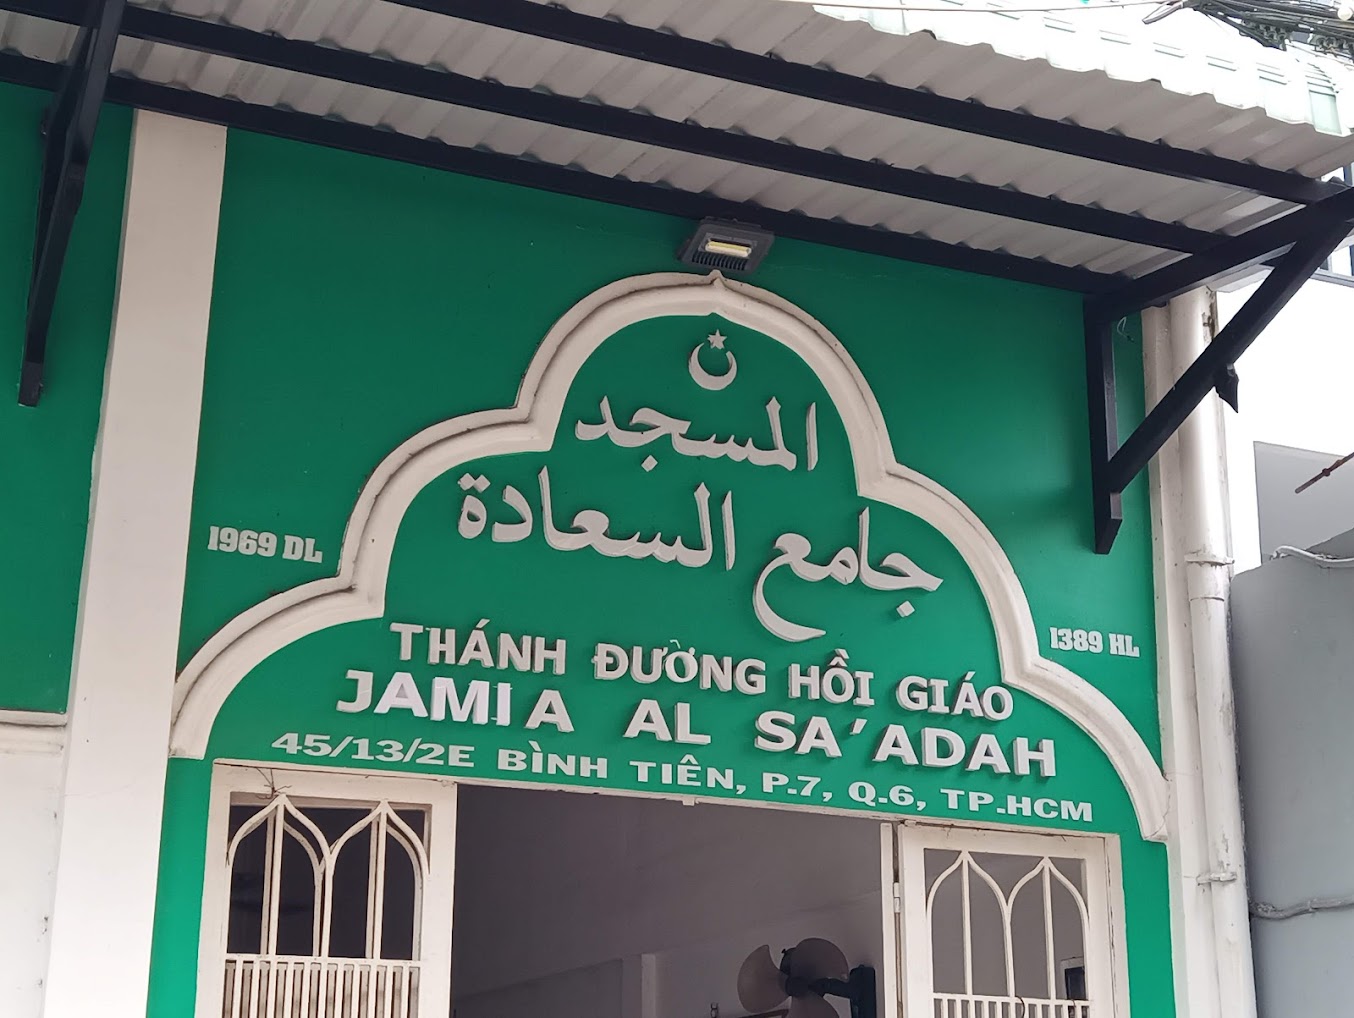 المسجد
جامع السعادة
1969 DL
1389 HL
THÁNH ĐƯỜNG HỒI GIÁO
JAMIA AL SA'ADAH
45/13/2E BÌNH TIÊN, P.7, Q.6, TP.HCM